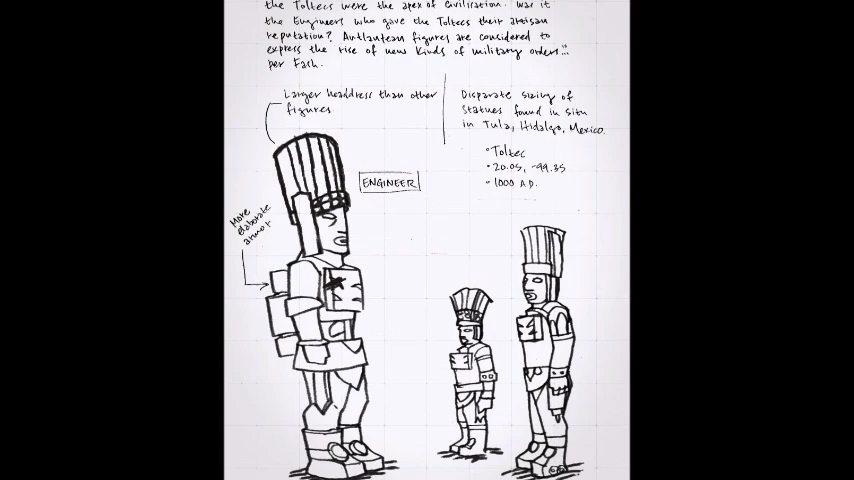 the Toltecs were the apex of civilisation. Was it
the Engineers who gave the Toltecs their artisan
reputation? Autlantean figures are considered to
express the rise of new kinds of military orders...
per Fash.
Larger headdress than other
figures.
Disparate sizing of
Statues found in situ
in Tula, Hidalgo, Mexico.
• Toltec
• 20.05, -99.35
- 1000 A.D.
ENGINEER
More
elaborate
armor